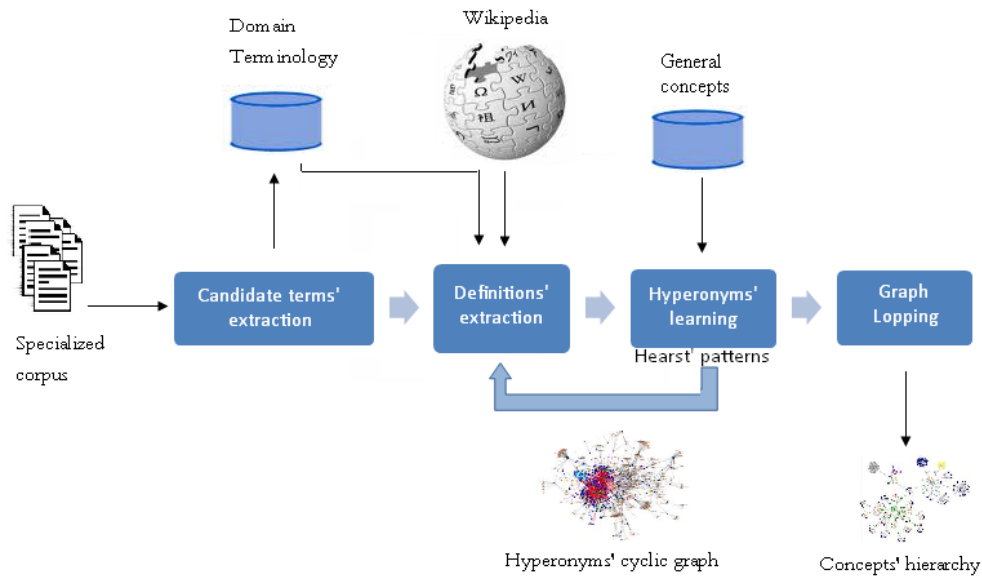 Domain
Terminology
Wikipedia
General
concepts
Ω
W
И
祖
Specialized
corpus
Candidate terms'
extraction
Definitions'
extraction
Hyperonyms'
learning
Graph
Lopping
Hearst' patterns
Hyperonyms' cyclic graph
Concepts' hierarchy